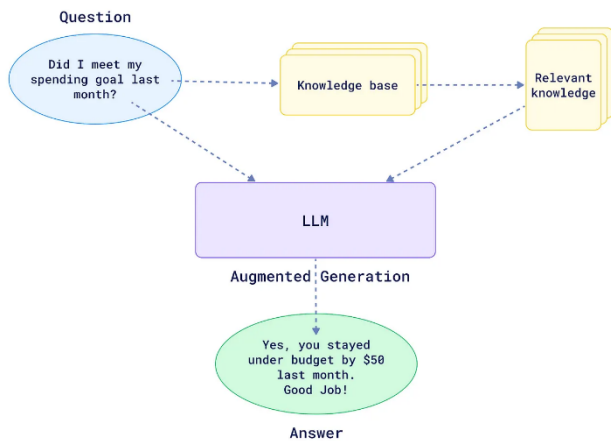 Question
Did I meet my
spending goal last
month?
Knowledge base
Relevant
knowledge
LLM
Augmented Generation
Yes, you stayed
under budget by $50
last month.
Good Job!
Answer